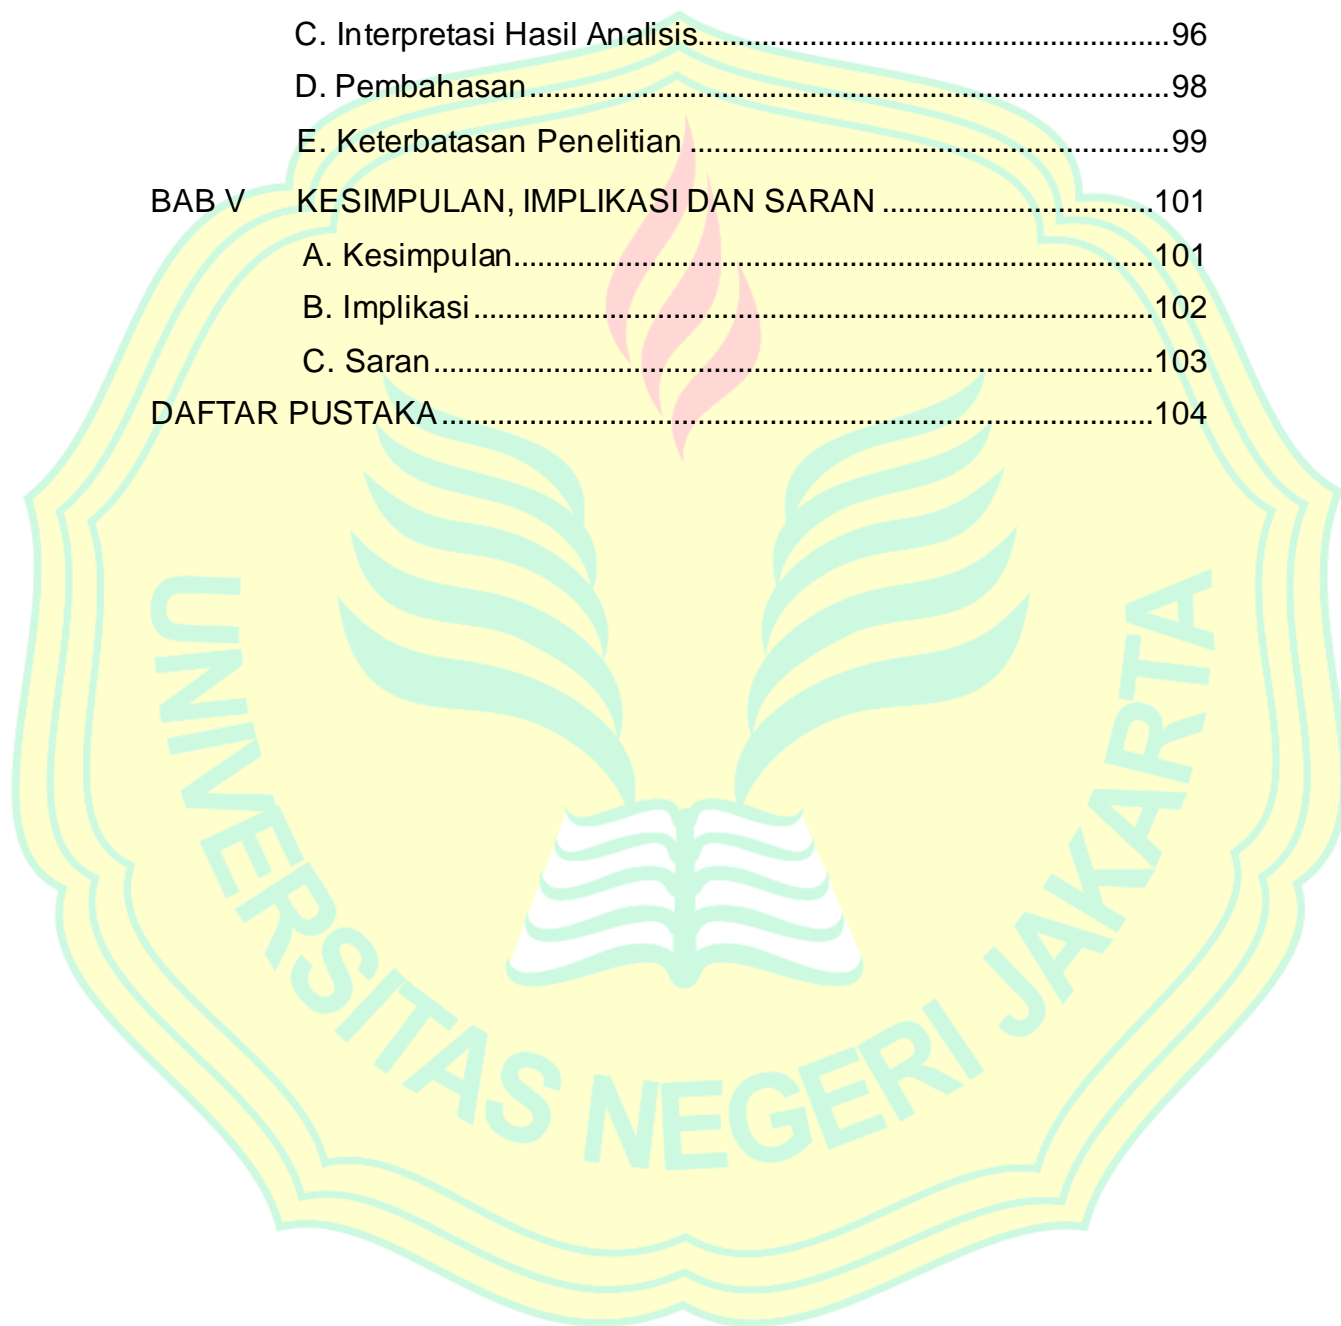 C. Interpretasi Hasil Analisis........................................................96
D. Pembahasan............................................................................98
E. Keterbatasan Penelitian .........................................................99
BAB V KESIMPULAN, IMPLIKASI DAN SARAN ................................101
A. Kesimpulan............................................................................101
B. Implikasi .................................................................................102
C. Saran......................................................................................103
DAFTAR PUSTAKA.....................................................................................104
UNIVERSITAS NEGERI JAKARTA